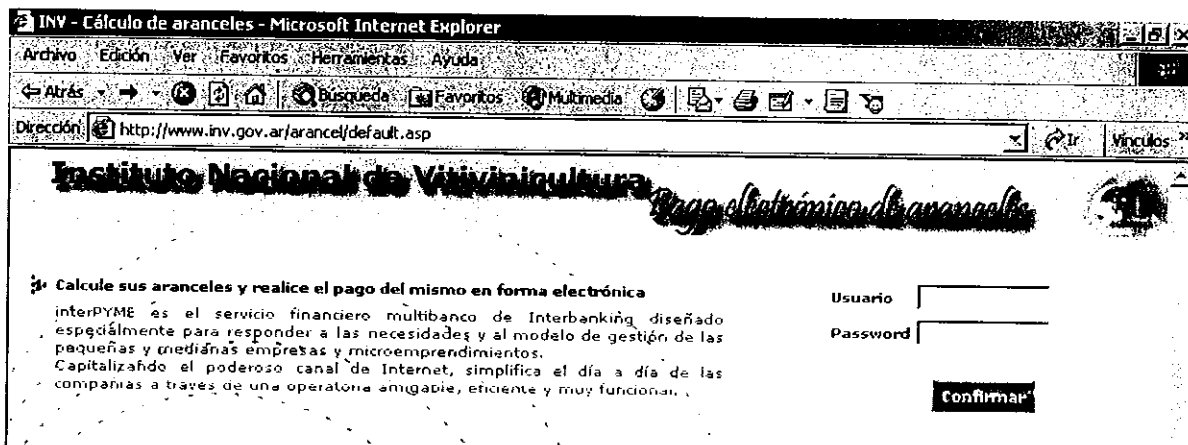 INV - Cálculo de aranceles - Microsoft Internet Explorer
Archivo Edición Ver Favoritos Herramientas Ayuda
Atrás Búsqueda Favoritos Multimedia
Dirección http://www.inv.gov.ar/arancel/default.asp Ir Vínculos »
Instituto Nacional de Vitivinicultura
Pago electrónico de aranceles
Calcule sus aranceles y realice el pago del mismo en forma electrónica
interPYME es el servicio financiero multibanco de Interbanking diseñado
especialmente para responder a las necesidades y al modelo de gestión de las
pequeñas y medianas empresas y microemprendimientos.
Capitalizando el poderoso canal de Internet, simplifica el día a día de las
companías a través de una operatoria amigable, eficiente y muy funcional.
Usuario
Password
Confirmar